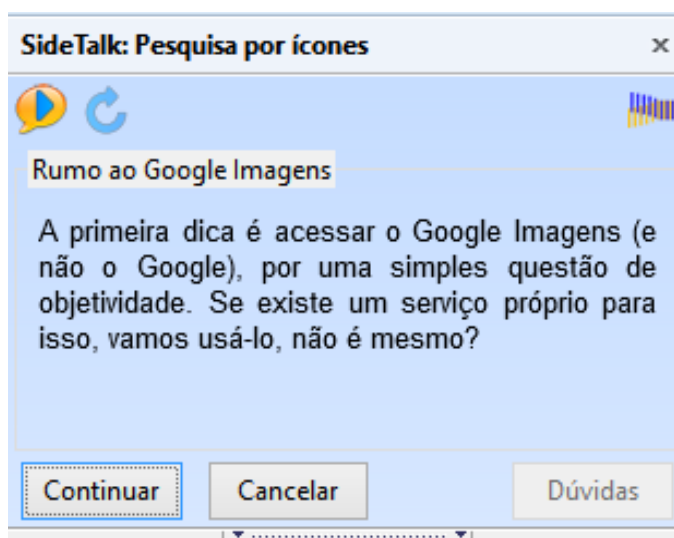 SideTalk: Pesquisa por ícones
Rumo ao Google Imagens
A primeira dica é acessar o Google Imagens (e
não o Google), por uma simples questão de
objetividade. Se existe um serviço próprio para
isso, vamos usá-lo, não é mesmo?
Continuar Cancelar Dúvidas